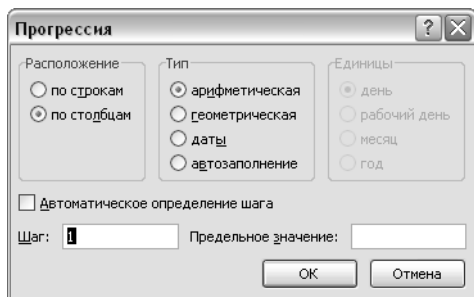 Прогрессия
Расположение
по строкам
по столбцам
Тип
арифметическая
геометрическая
даты
автозаполнение
Единицы
день
рабочий день
месяц
год
Автоматическое определение шага
Шаг: 1 Предельное значение:
ОК Отмена